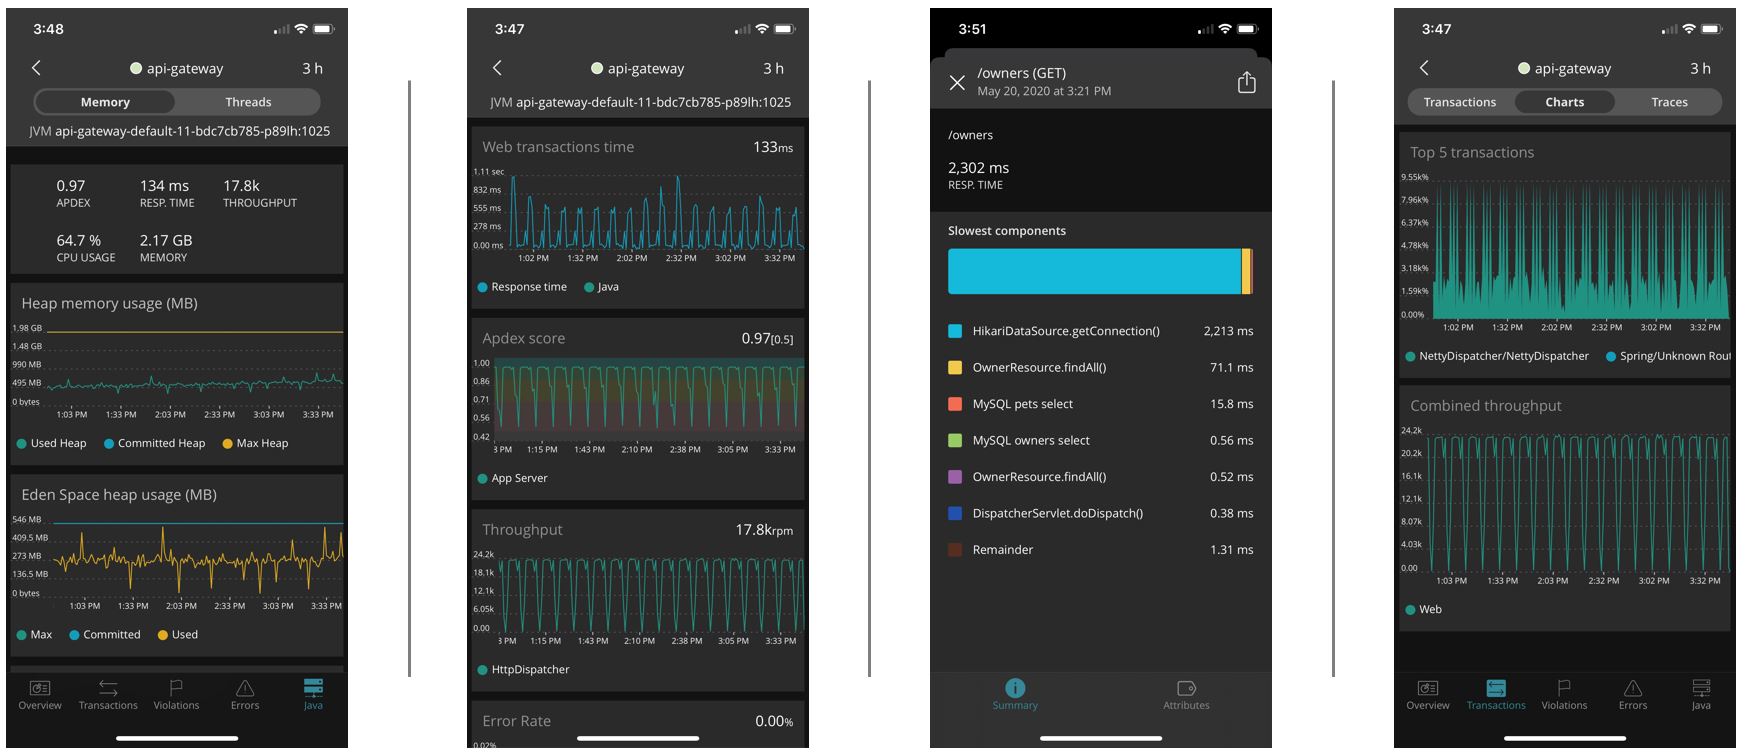 3:48
api-gateway
3 h
Memory
Threads
JVM api-gateway-default-11-bdc7cb785-p89lh:1025
0.97
134 ms
17.8k
APDEX
RESP. TIME
THROUGHPUT
64.7 %
2.17 GB
CPU USAGE
MEMORY
Heap memory usage (MB)
1.98 GB
1.48 GB
990 MB
495 MB
0 bytes
1:03 PM 1:33 PM 2:03 PM 2:33 PM 3:03 PM 3:33 PM
Used Heap Committed Heap Max Heap
Eden Space heap usage (MB)
546 MB
409.5 MB
273 MB
136.5 MB
0 bytes
1:03 PM 1:33 PM 2:03 PM 2:33 PM 3:03 PM 3:33 PM
Max Committed Used
Overview Transactions Violations Errors Java
3:47
api-gateway
3 h
JVM api-gateway-default-11-bdc7cb785-p89lh:1025
Web transactions time 133ms
1.11 sec
832 ms
555 ms
278 ms
0.00 ms
1:02 PM 1:32 PM 2:02 PM 2:32 PM 3:02 PM 3:32 PM
Response time Java
Apdex score 0.97[0.5]
1.00
0.86
0.71
0.56
0.42
3 PM 1:15 PM 1:43 PM 2:10 PM 2:38 PM 3:05 PM 3:33 PM
App Server
Throughput 17.8krpm
24.2k
18.1k
12.1k
6.05k
0.00
3 PM 1:15 PM 1:43 PM 2:10 PM 2:38 PM 3:05 PM 3:33 PM
HttpDispatcher
Error Rate 0.00%
0.02%
3:51
/owners (GET)
May 20, 2020 at 3:21 PM
/owners
2,302 ms
RESP. TIME
Slowest components
HikariDataSource.getConnection() 2,213 ms
OwnerResource.findAll() 71.1 ms
MySQL pets select 15.8 ms
MySQL owners select 0.56 ms
OwnerResource.findAll() 0.52 ms
DispatcherServlet.doDispatch() 0.38 ms
Remainder 1.31 ms
Summary Attributes
3:47
api-gateway
3 h
Transactions Charts Traces
Top 5 transactions
9.55k%
7.96k%
6.37k%
4.78k%
3.18k%
1.59k%
0.00%
1:02 PM 1:32 PM 2:02 PM 2:32 PM 3:02 PM 3:32 PM
NettyDispatcher/NettyDispatcher Spring/Unknown Rout
Combined throughput
24.2k
20.2k
16.1k
12.1k
8.07k
4.03k
0.00
1:03 PM 1:33 PM 2:03 PM 2:32 PM 3:02 PM 3:32 PM
Web
Overview Transactions Violations Errors Java